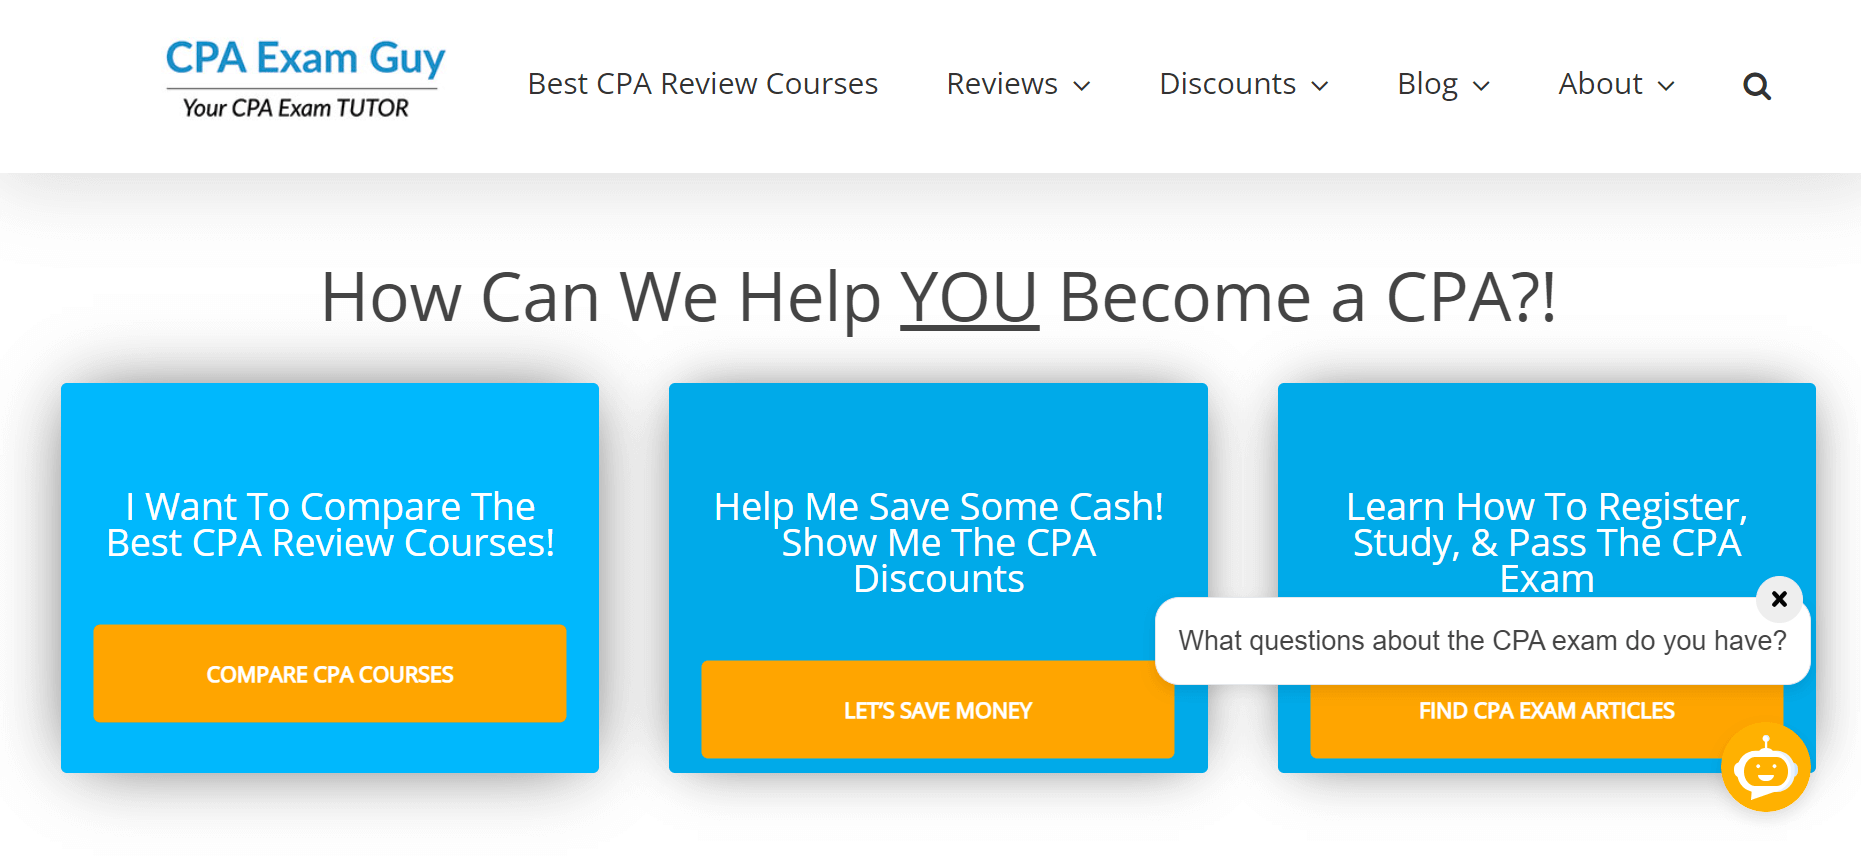 CPA Exam Guy
Your CPA Exam TUTOR
Best CPA Review Courses
Reviews
Discounts
Blog
About
How Can We Help YOU Become a CPA?!
I Want To Compare The
Best CPA Review Courses!
COMPARE CPA COURSES
Help Me Save Some Cash!
Show Me The CPA
Discounts
LET'S SAVE MONEY
Learn How To Register,
Study, & Pass The CPA
Exam
What questions about the CPA exam do you have?
FIND CPA EXAM ARTICLES